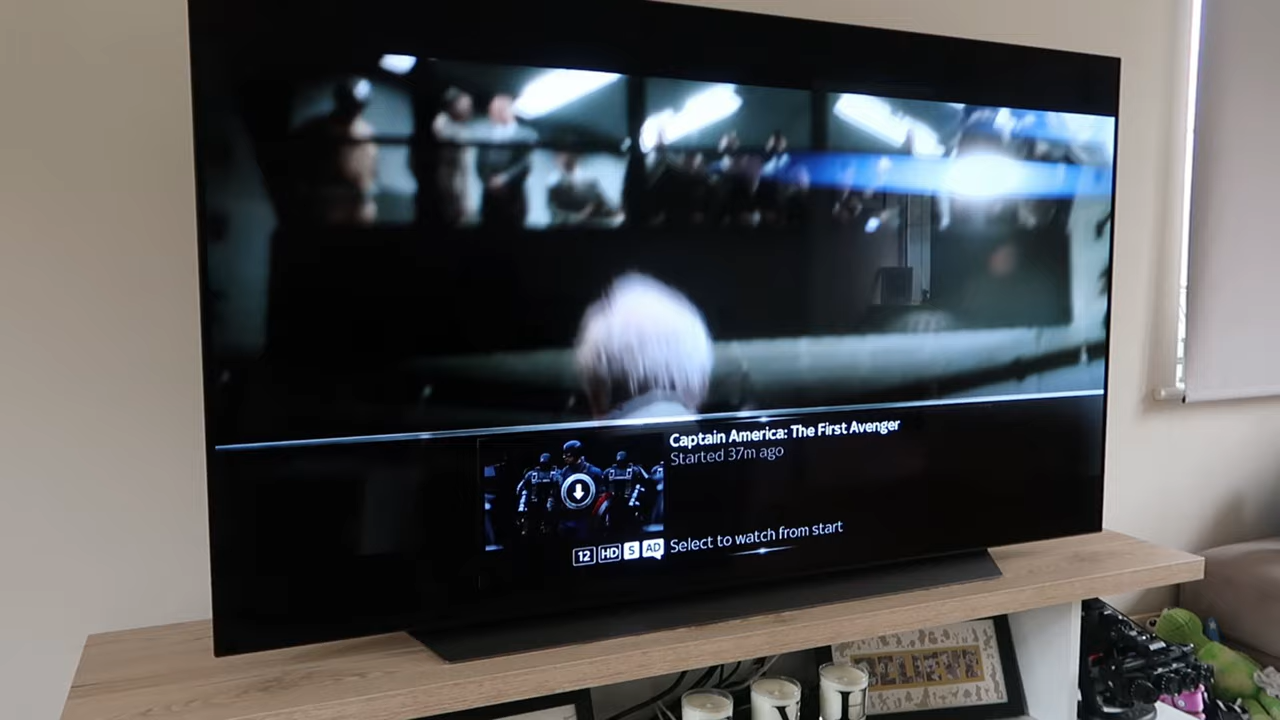 Captain America: The First Avenger
Started 37m ago
12 HD S AD
Select to watch from start